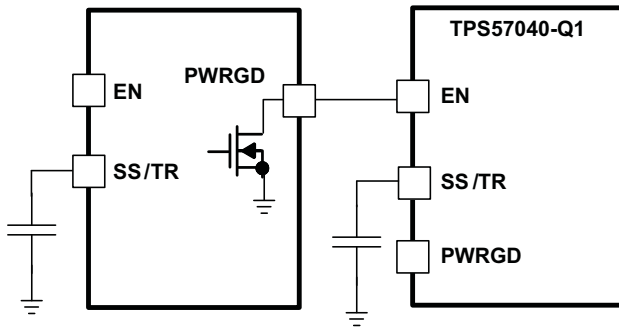 PWRGD
EN
SS/TR
TPS57040-Q1
EN
SS/TR
PWRGD